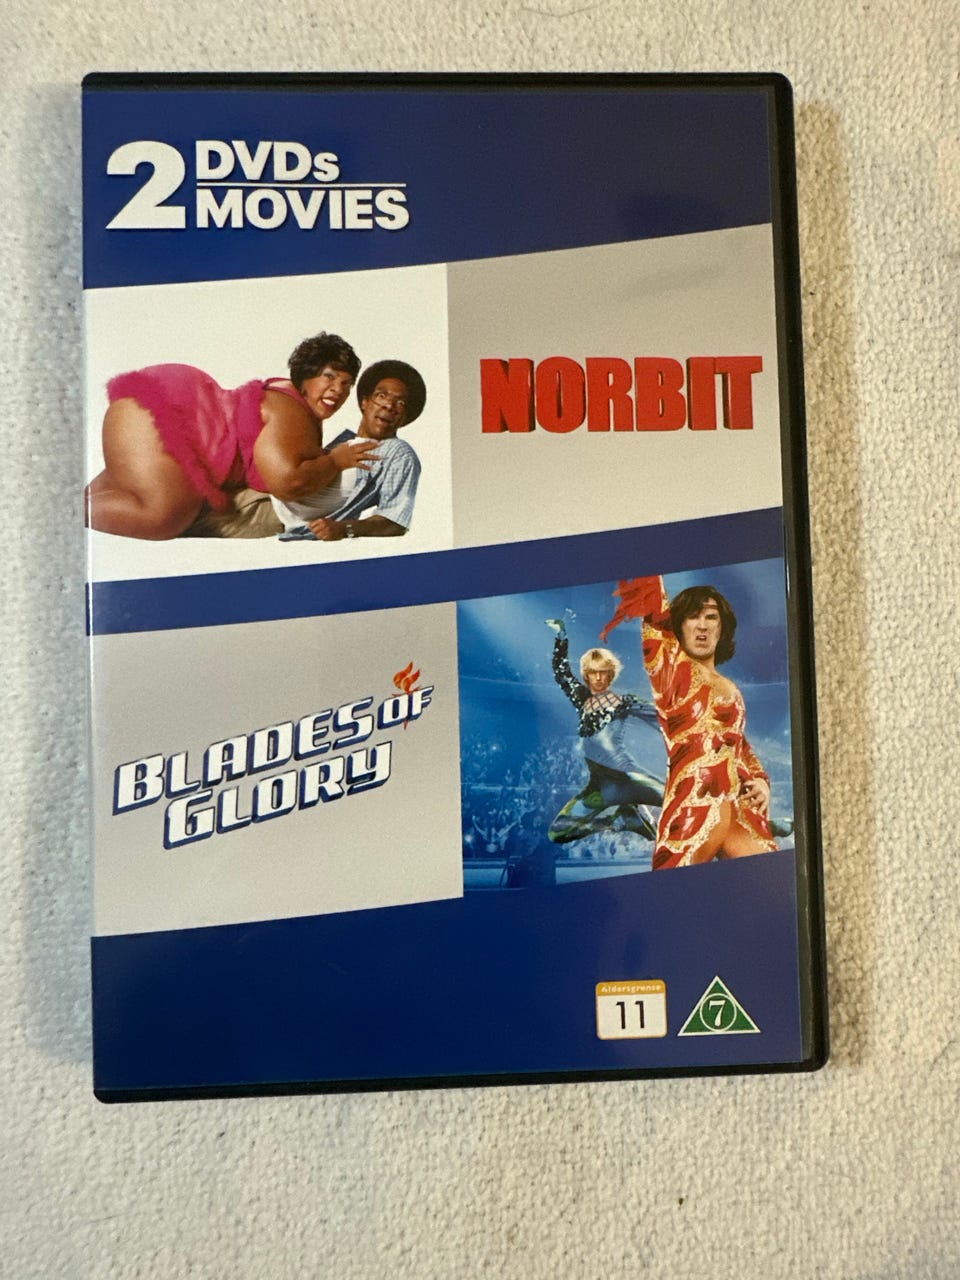 2 DVDs
MOVIES
NORBIT
BLADES OF
GLORY
Aldersgrense
11
7